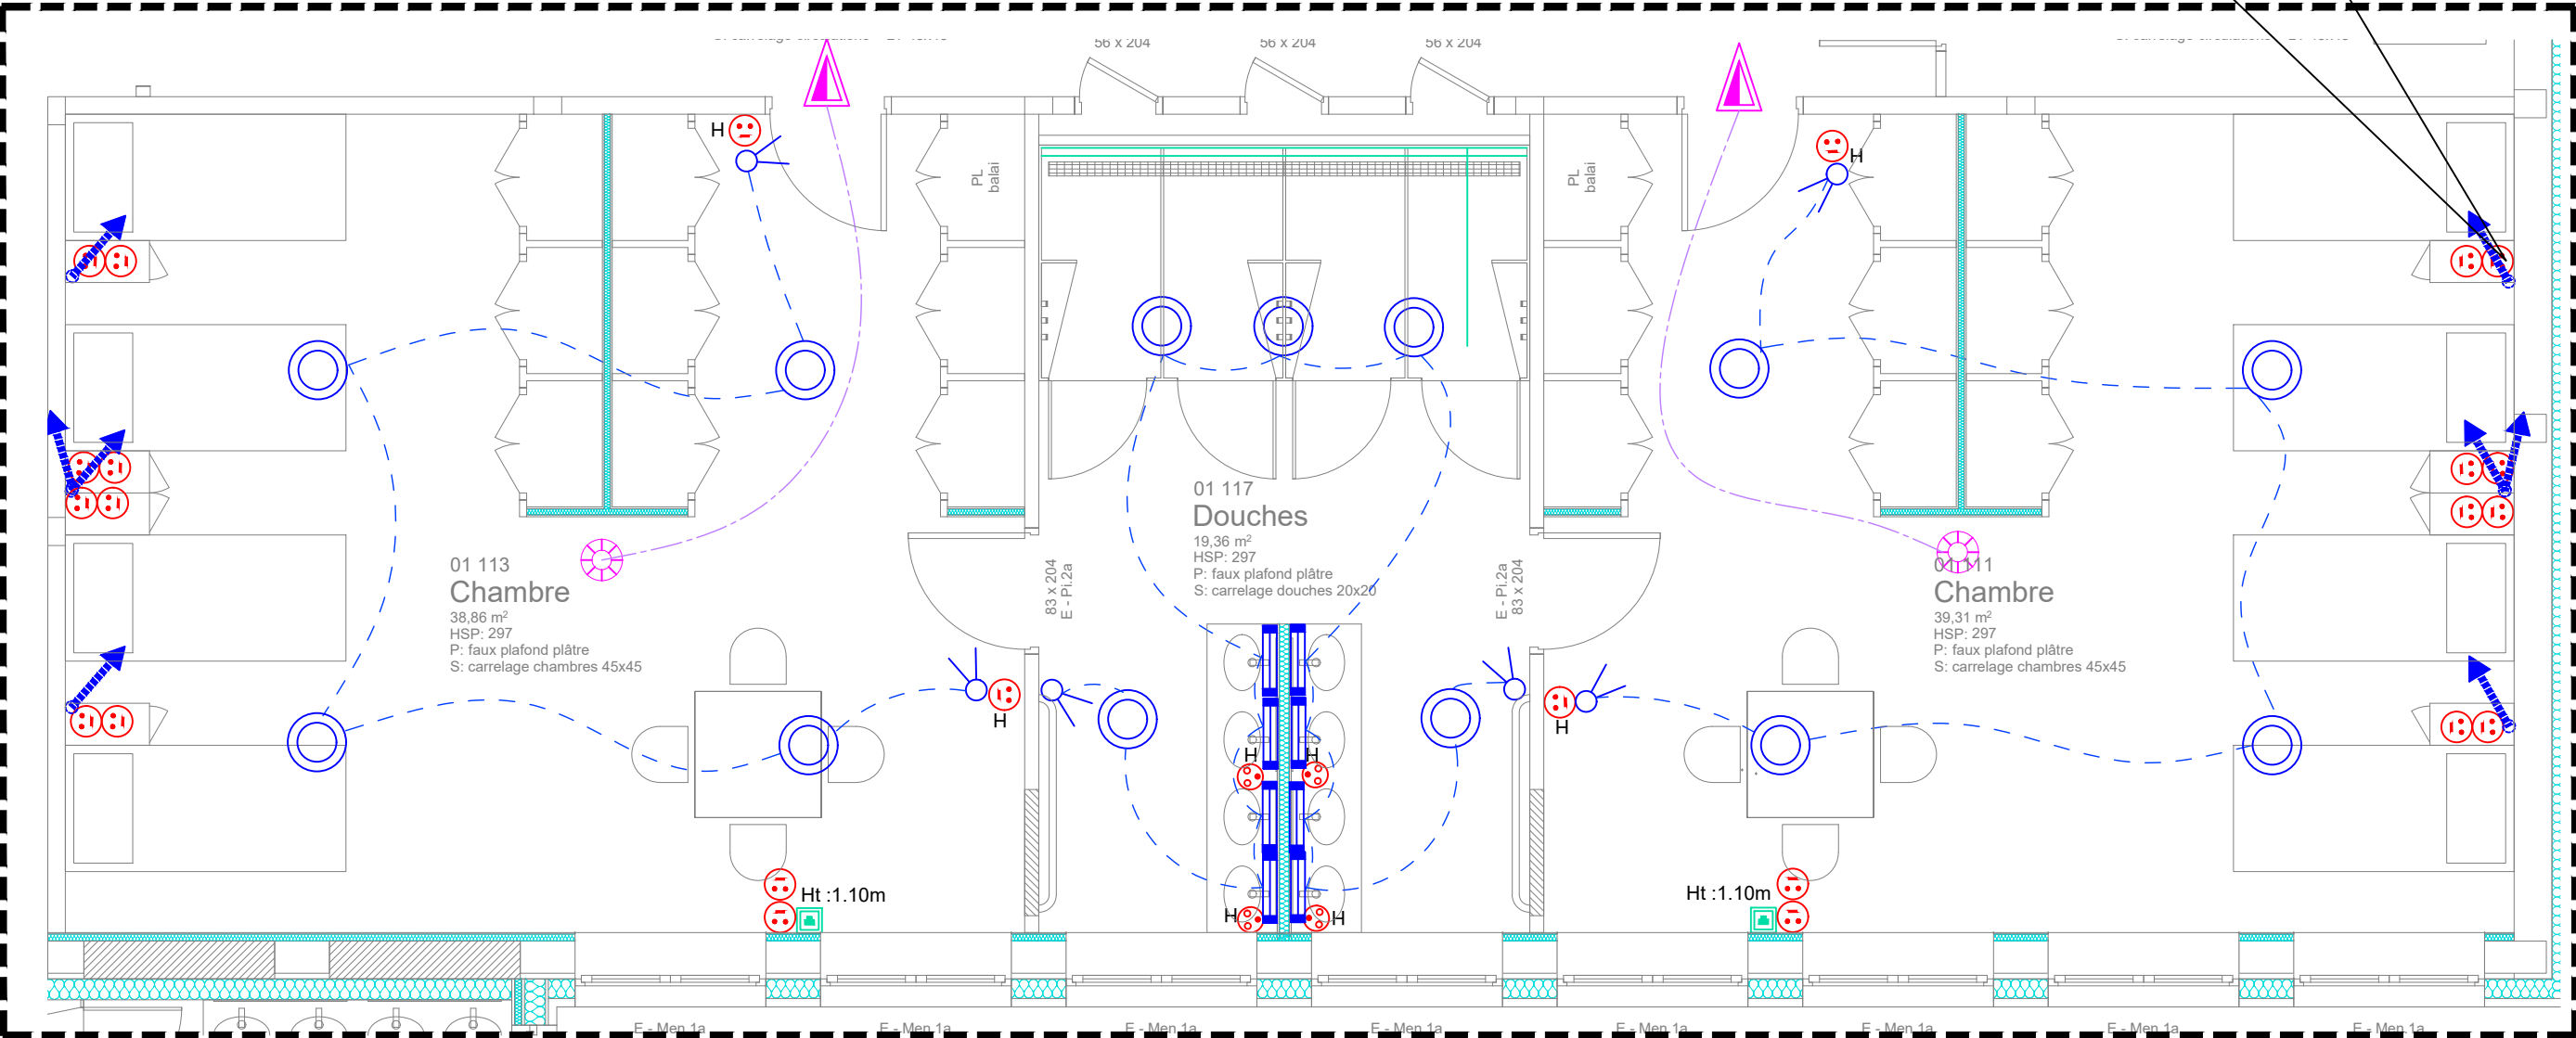 56 x 204
56 x 204
56 x 204
H
PL
balai
PL
balai
H
01 117
Douches
19,36 m²
HSP: 297
P: faux plafond plâtre
S: carrelage douches 20x20
01 113
Chambre
38,86 m²
HSP: 297
P: faux plafond plâtre
S: carrelage chambres 45x45
83 x 204
E - Pi.2a
E - Pi.2a
83 x 204
01 111
Chambre
39,31 m²
HSP: 297
P: faux plafond plâtre
S: carrelage chambres 45x45
H
H
H
H
Ht :1.10m
Ht :1.10m
H
H
E - Men.1a
E - Men.1a
E - Men.1a
E - Men.1a
E - Men.1a
E - Men.1a
E - Men.1a
E - Men.1a